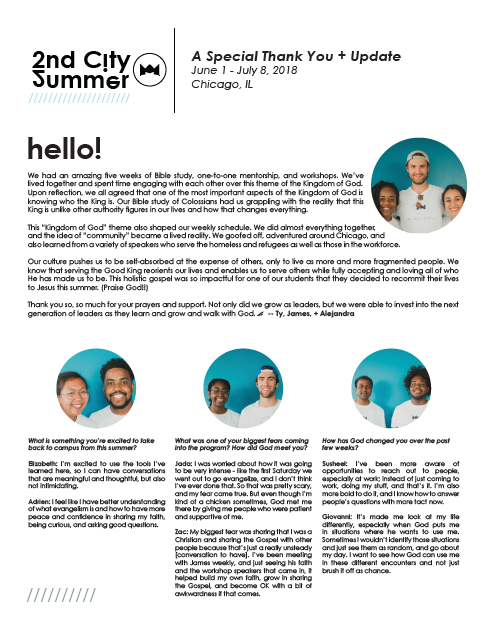 2nd City
Summer
A Special Thank You + Update
June 1 - July 8, 2018
Chicago, IL
hello!
We had an amazing five weeks of Bible study, one-to-one mentorship, and workshops. We've
lived together and spent time engaging with each other over this theme of the Kingdom of God.
Upon reflection, we all agreed that one of the most important aspects of the Kingdom of God is
knowing who the King is. Our Bible study of Colossians had us grappling with the reality that this
King is unlike other authority figures in our lives and how that changes everything.
This "Kingdom of God" theme also shaped our weekly schedule. We did almost everything together,
and the idea of "community" became a lived reality. We goofed off, adventured around Chicago, and
also learned from a variety of speakers who serve the homeless and refugees as well as those in the workforce.
Our culture pushes us to be self-absorbed at the expense of others, only to live as more and more fragmented people. We
know that serving the Good King reorients our lives and enables us to serve others while fully accepting and loving all of who
He has made us to be. This holistic gospel was so impactful for one of our students that they decided to recommit their lives
to Jesus this summer. (Praise God!!)
Thank you so, so much for your prayers and support. Not only did we grow as leaders, but we were able to invest into the next
generation of leaders as they learn and grow and walk with God. -- Ty, James, + Alejandra
What is something you're excited to take
back to campus from this summer?
Elizabeth: I'm excited to use the tools I've
learned here, so I can have conversations
that are meaningful and thoughtful, but also
not intimidating.
Adrien: I feel like I have better understanding
of what evangelism is and how to have more
peace and confidence in sharing my faith,
being curious, and asking good questions.
What was one of your biggest fears coming
into the program? How did God meet you?
Jada: I was worried about how it was going
to be very intense - like the first Saturday we
went out to go evangelize, and I don't think
I've ever done that. So that was pretty scary,
and my fear came true. But even though I'm
kind of a chicken sometimes, God met me
there by giving me people who were patient
and supportive of me.
Zac: My biggest fear was sharing that I was a
Christian and sharing the Gospel with other
people because that's just a really unsteady
[conversation to have]. I've been meeting
with James weekly, and just seeing his faith
and the workshop speakers that came in, it
helped build my own faith, grow in sharing
the Gospel, and become OK with a bit of
awkwardness if that comes.
How has God changed you over the past
few weeks?
Susheel: I've been more aware of
opportunities to reach out to people,
especially at work; instead of just coming to
work, doing my stuff, and that's it. I'm also
more bold to do it, and I know how to answer
people's questions with more tact now.
Giovanni: It's made me look at my life
differently, especially when God puts me
in situations where he wants to use me.
Sometimes I wouldn't identify those situations
and just see them as random, and go about
my day. I want to see how God can use me
in these different encounters and not just
brush it off as chance.